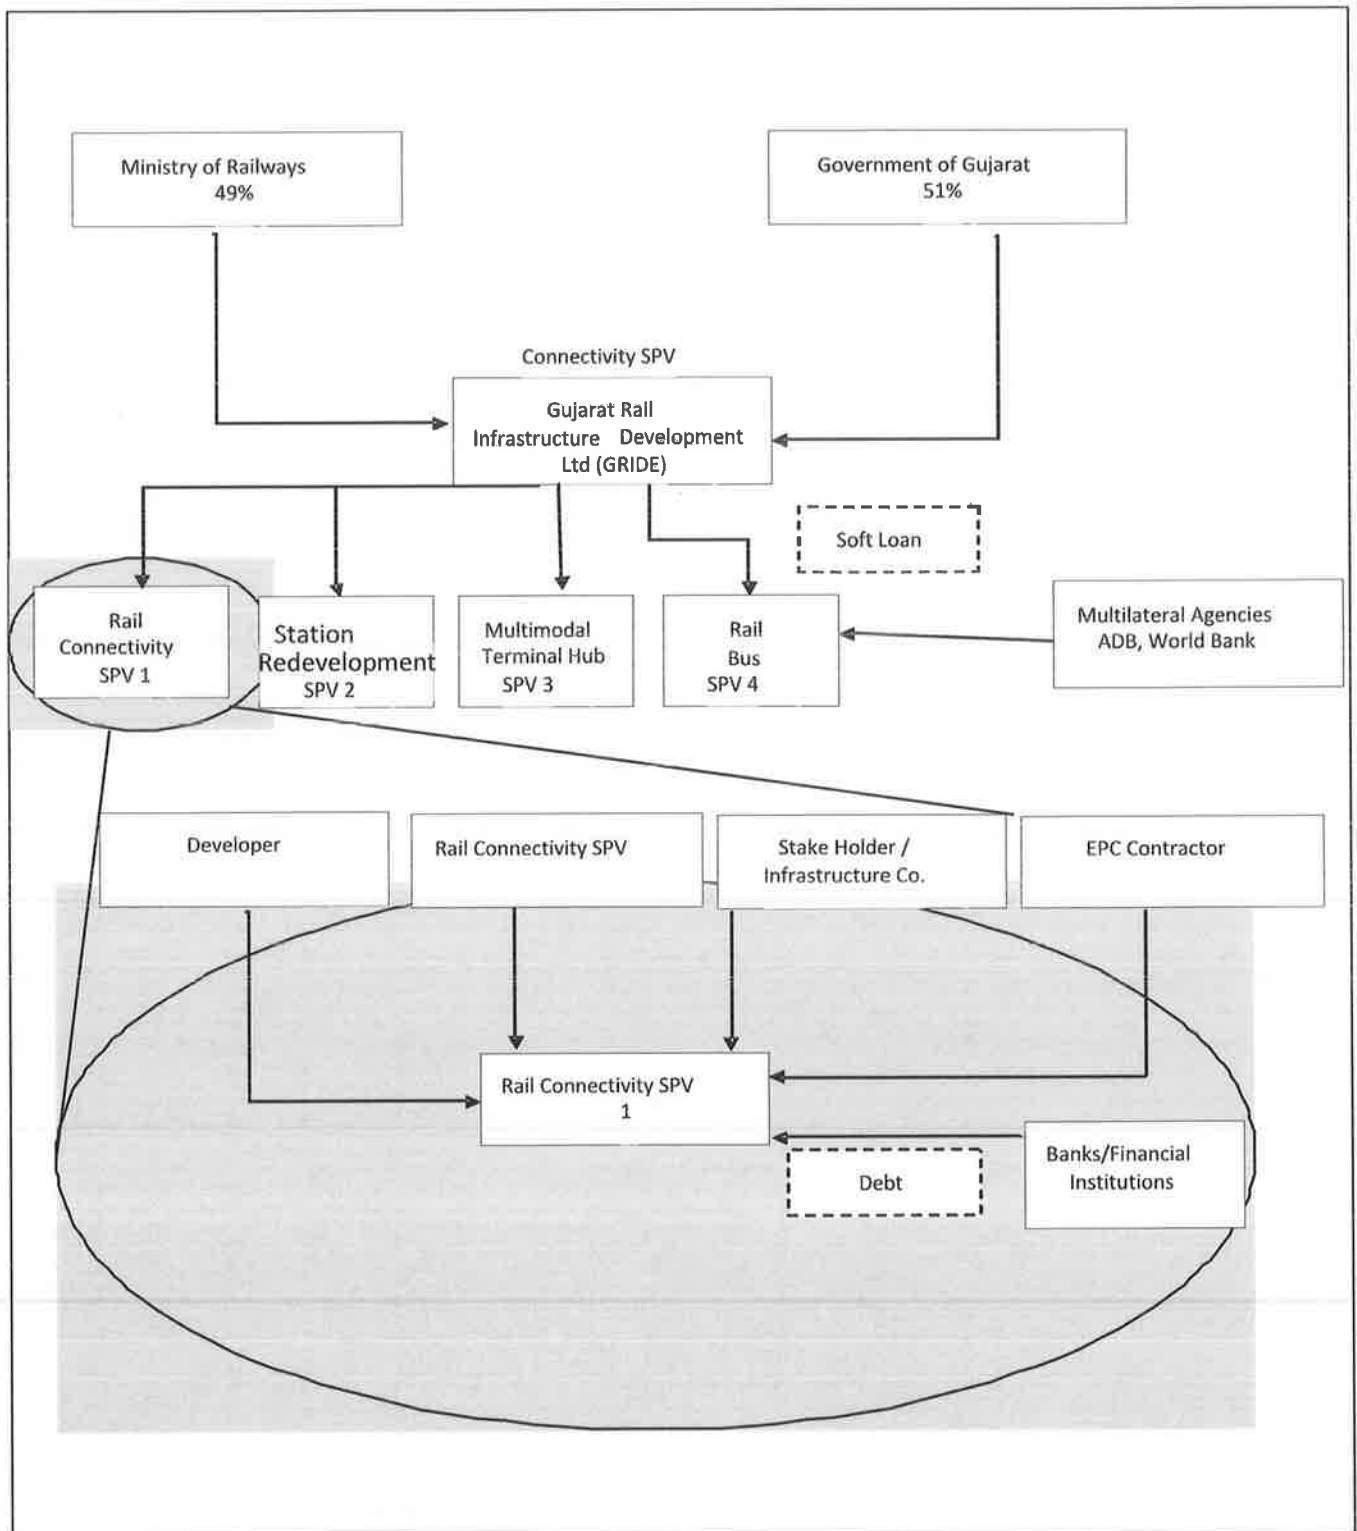 Ministry of Railways
49%
Government of Gujarat
51%
Connectivity SPV
Gujarat Rail
Infrastructure Development
Ltd (GRIDE)
Soft Loan
Rail
Connectivity
SPV 1
Station
Redevelopment
SPV 2
Multimodal
Terminal Hub
SPV 3
Rail
Bus
SPV 4
Multilateral Agencies
ADB, World Bank
Developer
Rail Connectivity SPV
Stake Holder /
Infrastructure Co.
EPC Contractor
Rail Connectivity SPV
1
Debt
Banks/Financial
Institutions